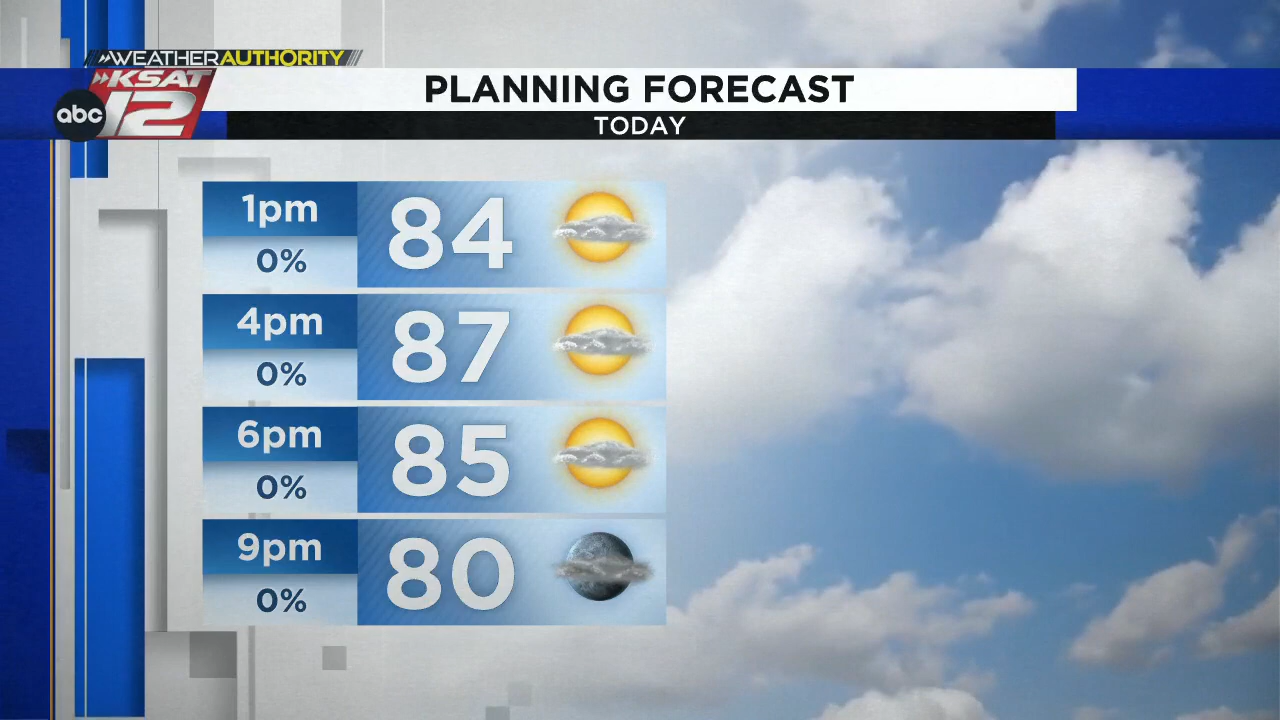 WEATHERAUTHORITY
KSAT
abc 12
PLANNING FORECAST
TODAY
1pm 84
0%
4pm 87
0%
6pm 85
0%
9pm 80
0%